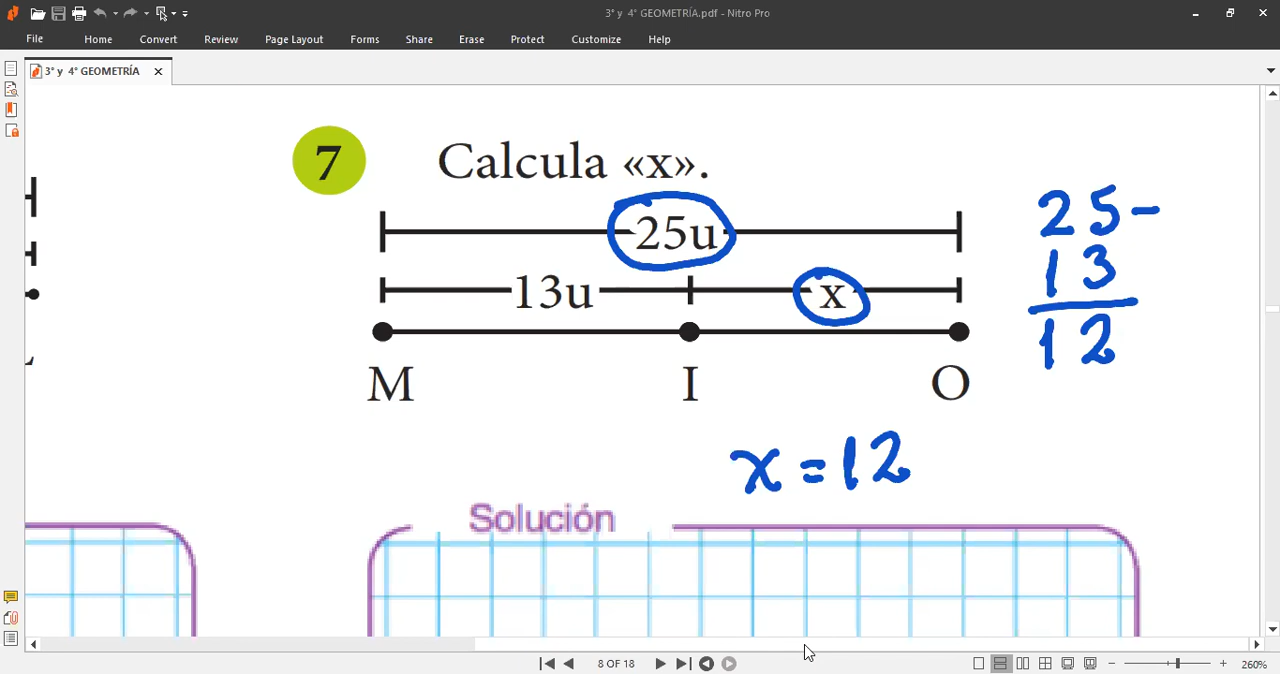 3° y 4° GEOMETRÍA.pdf - Nitro Pro
File Home Convert Review Page Layout Forms Share Erase Protect Customize Help
3° y 4° GEOMETRÍA
7 Calcula «x».
25u
13u x
M I O
25-
13
12
x=12
Solución
8 OF 18
260%